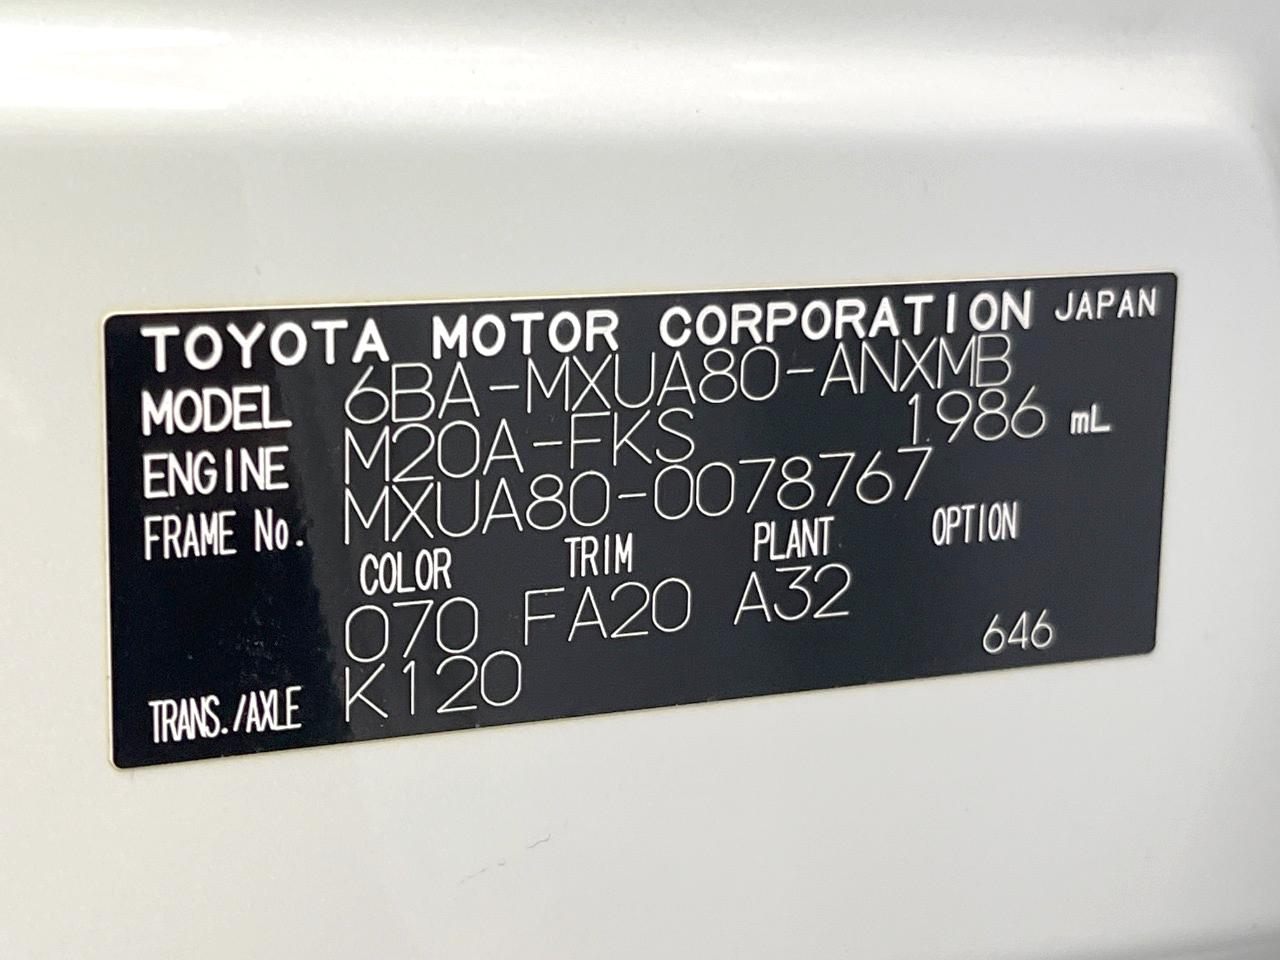 TOYOTA MOTOR CORPORATION JAPAN
MODEL 6BA-MXUA80-ANXMB
ENGINE M20A-FKS 1986 mL
FRAME No. MXUA80-0078767
COLOR TRIM PLANT OPTION
070 FA20 A32
TRANS./AXLE K120 646